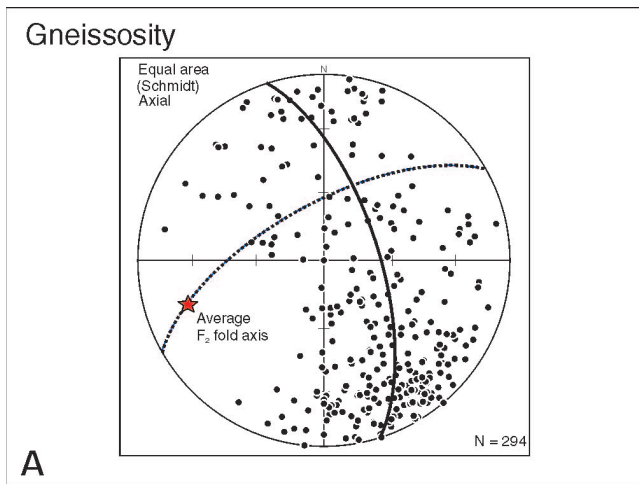 Gneissosity
Equal area
(Schmidt)
Axial
N
Average
F₂ fold axis
N = 294
A